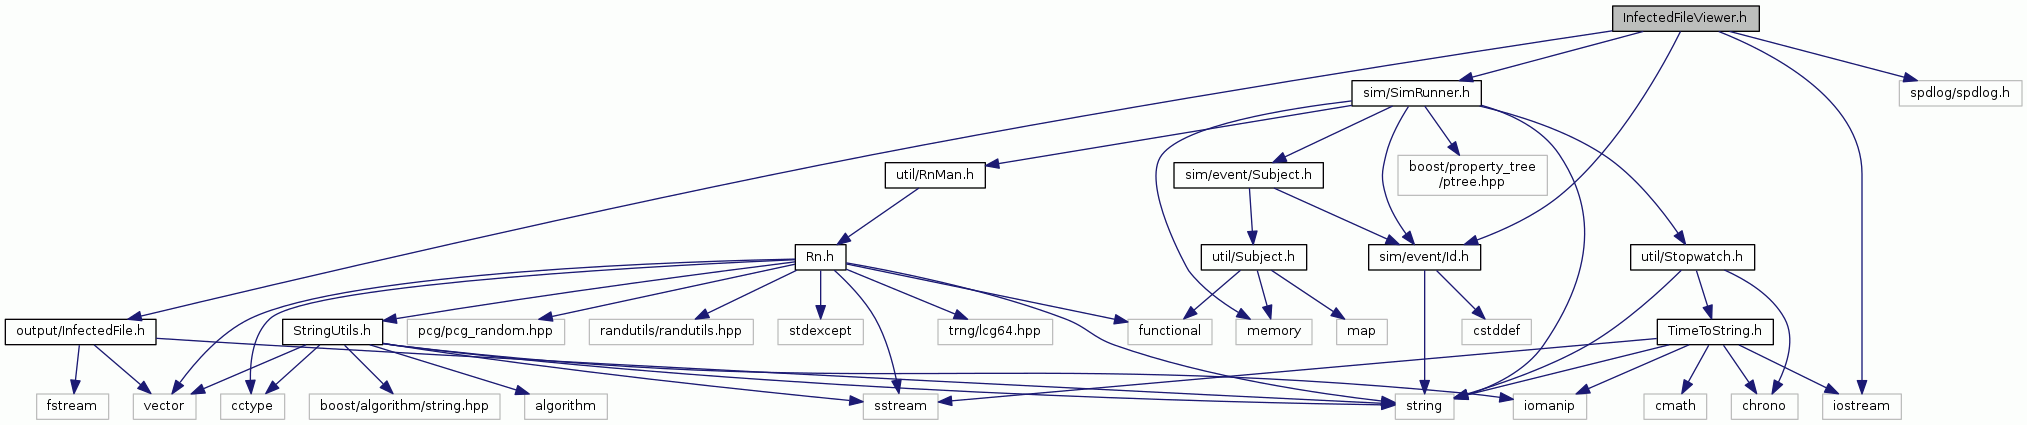 InfectedFileViewer.h
sim/SimRunner.h
spdlog/spdlog.h
util/RnMan.h
sim/event/Subject.h
boost/property_tree
/ptree.hpp
Rn.h
util/Subject.h
sim/event/Id.h
util/Stopwatch.h
output/InfectedFile.h
StringUtils.h
pcg/pcg_random.hpp
randutils/randutils.hpp
stdexcept
trng/lcg64.hpp
functional
memory
map
cstddef
TimeToString.h
fstream
vector
cctype
boost/algorithm/string.hpp
algorithm
sstream
string
iomanip
cmath
chrono
iostream